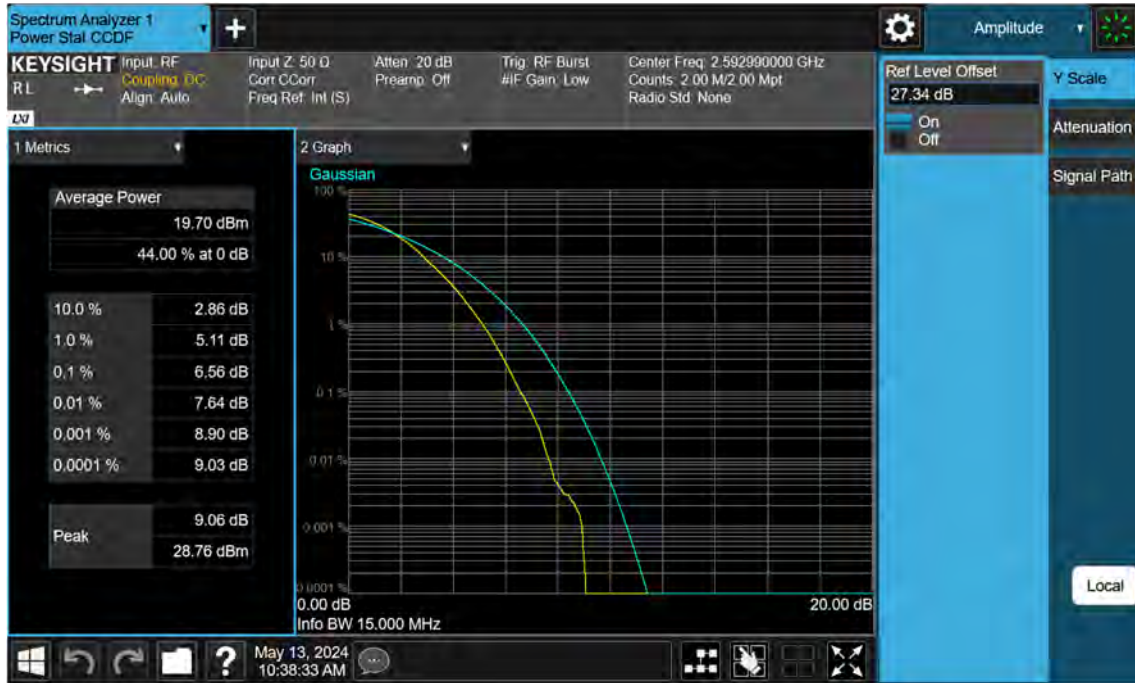 Spectrum Analyzer 1
Power Stat CCDF
+
Amplitude
KEYSIGHT
RL
LXI
Input: RF
Coupling: DC
Align: Auto
Input Z: 50 Ω
Corr CCorr
Freq Ref: Int (S)
Atten: 20 dB
Preamp: Off
Trig: RF Burst
#IF Gain: Low
Center Freq: 2.592990000 GHz
Counts: 2.00 M/2.00 Mpt
Radio Std: None
Ref Level Offset
27.34 dB
On
Off
Y Scale
Attenuation
Signal Path
Local
1 Metrics
Average Power
19.70 dBm
44.00 % at 0 dB
10.0 % 2.86 dB
1.0 % 5.11 dB
0.1 % 6.56 dB
0.01 % 7.64 dB
0.001 % 8.90 dB
0.0001 % 9.03 dB
Peak
9.06 dB
28.76 dBm
2 Graph
Gaussian
100 %
10 %
1 %
0.1 %
0.01 %
0.001 %
0.0001 %
0.00 dB
20.00 dB
Info BW 15.000 MHz
?
May 13, 2024
10:38:33 AM